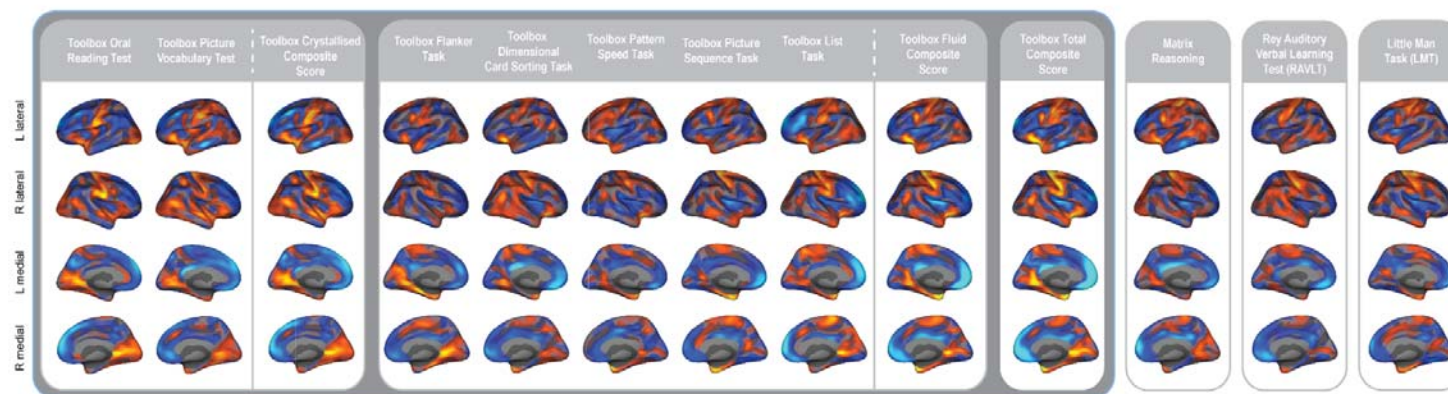 Toolbox Oral
Reading Test
Toolbox Picture
Vocabulary Test
Toolbox Crystallised
Composite
Score
Toolbox Flanker
Task
Toolbox
Dimensional
Card Sorting Task
Toolbox Pattern
Speed Task
Toolbox Picture
Sequence Task
Toolbox List
Task
Toolbox Fluid
Composite
Score
Toolbox Total
Composite
Score
Matrix
Reasoning
Rey Auditory
Verbal Learning
Test (RAVLT)
Little Man
Task (LMT)
L lateral
R lateral
L medial
R medial